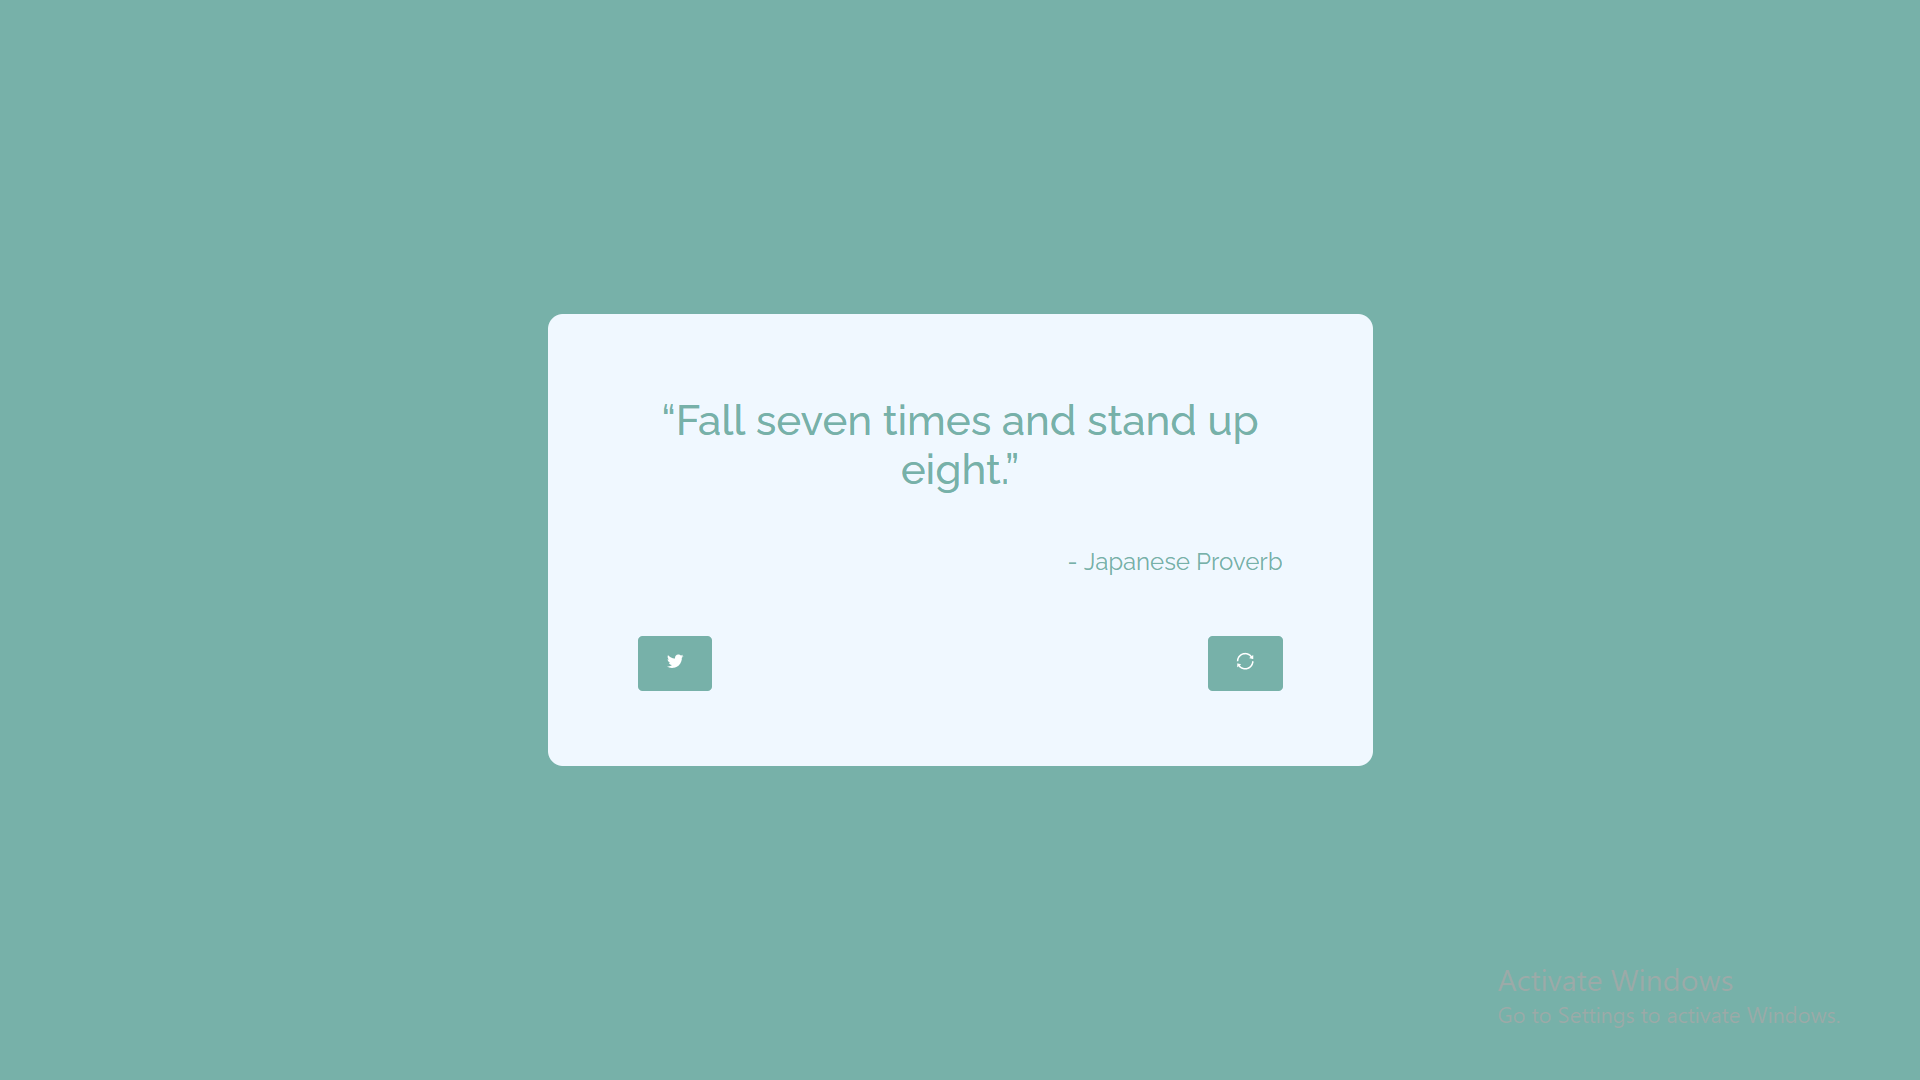 “Fall seven times and stand up
eight.”
- Japanese Proverb
Activate Windows
Go to Settings to activate Windows.